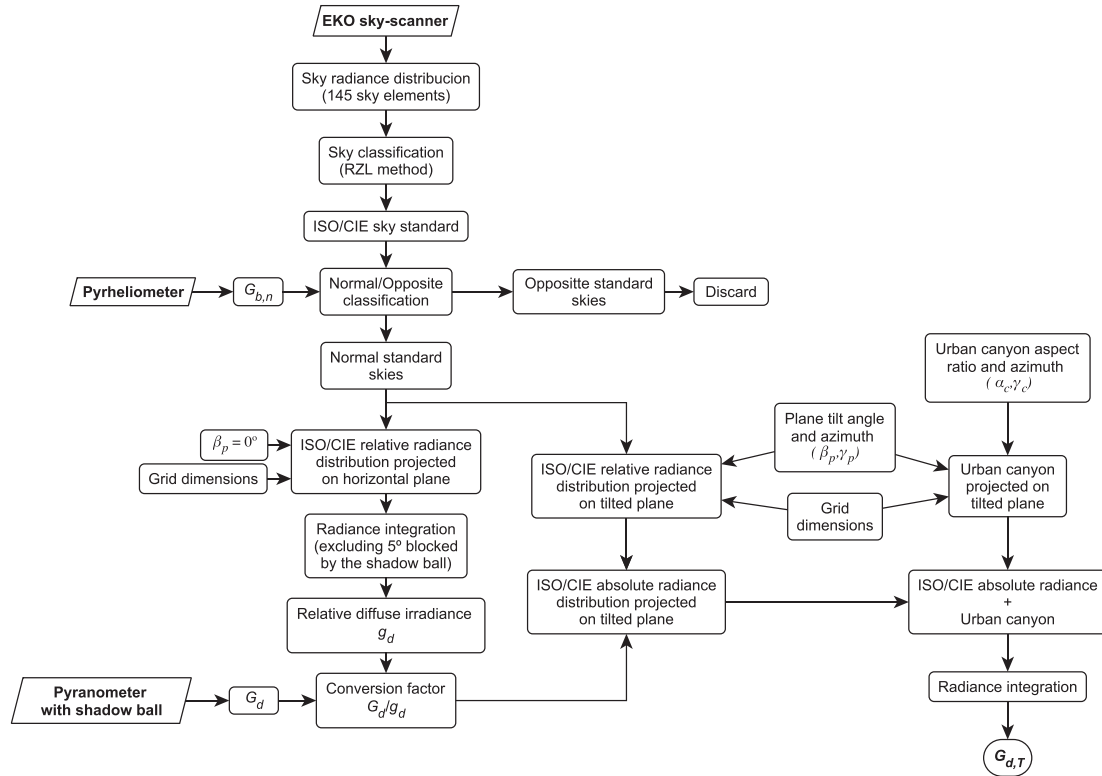 EKO sky-scanner
Sky radiance distribucion
(145 sky elements)
Sky classification
(RZL method)
ISO/CIE sky standard
Pyrheliometer
G_{b,n}
Normal/Opposite
classification
Oppositte standard
skies
Discard
Normal standard
skies
Urban canyon aspect
ratio and azimuth
( α_c,γ_c)
β_p = 0º
Grid dimensions
ISO/CIE relative radiance
distribution projected
on horizontal plane
Plane tilt angle
and azimuth
( β_p,γ_p)
ISO/CIE relative radiance
distribution projected
on tilted plane
Urban canyon
projected on
tilted plane
Grid
dimensions
Radiance integration
(excluding 5º blocked
by the shadow ball)
ISO/CIE absolute radiance
distribution projected
on tilted plane
ISO/CIE absolute radiance
+
Urban canyon
Relative diffuse irradiance
g_d
Pyranometer
with shadow ball
G_d
Conversion factor
G_d/g_d
Radiance integration
G_{d,T}